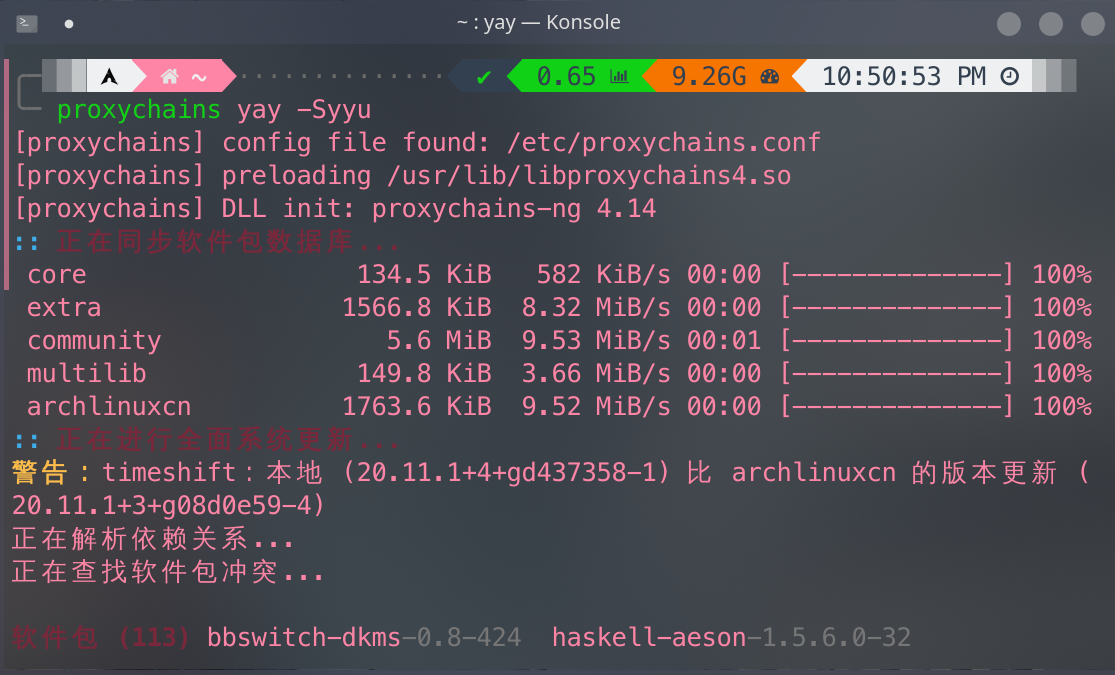 ~ : yay — Konsole
~ ✔ 0.65 9.26G 10:50:53 PM
proxychains yay -Syyu
[proxychains] config file found: /etc/proxychains.conf
[proxychains] preloading /usr/lib/libproxychains4.so
[proxychains] DLL init: proxychains-ng 4.14
:: 正在同步软件包数据库...
core 134.5 KiB 582 KiB/s 00:00 [--------------] 100%
extra 1566.8 KiB 8.32 MiB/s 00:00 [--------------] 100%
community 5.6 MiB 9.53 MiB/s 00:01 [--------------] 100%
multilib 149.8 KiB 3.66 MiB/s 00:00 [--------------] 100%
archlinuxcn 1763.6 KiB 9.52 MiB/s 00:00 [--------------] 100%
:: 正在进行全面系统更新...
警告：timeshift：本地 (20.11.1+4+gd437358-1) 比 archlinuxcn 的版本更新 (
20.11.1+3+g08d0e59-4)
正在解析依赖关系...
正在查找软件包冲突...
软件包 (113) bbswitch-dkms-0.8-424 haskell-aeson-1.5.6.0-32